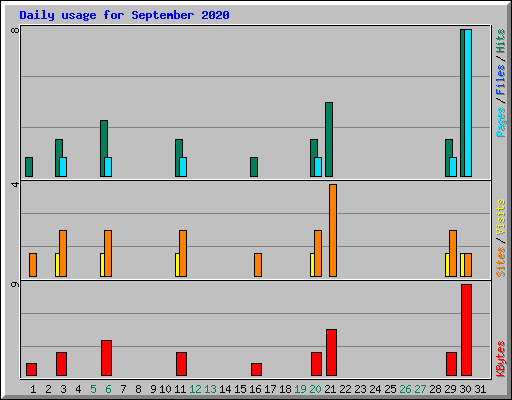 Daily usage for September 2020
8
Pages/Files/Hits
4
Sites/Visits
9
KBytes
1 2 3 4 5 6 7 8 9 10 11 12 13 14 15 16 17 18 19 20 21 22 23 24 25 26 27 28 29 30 31